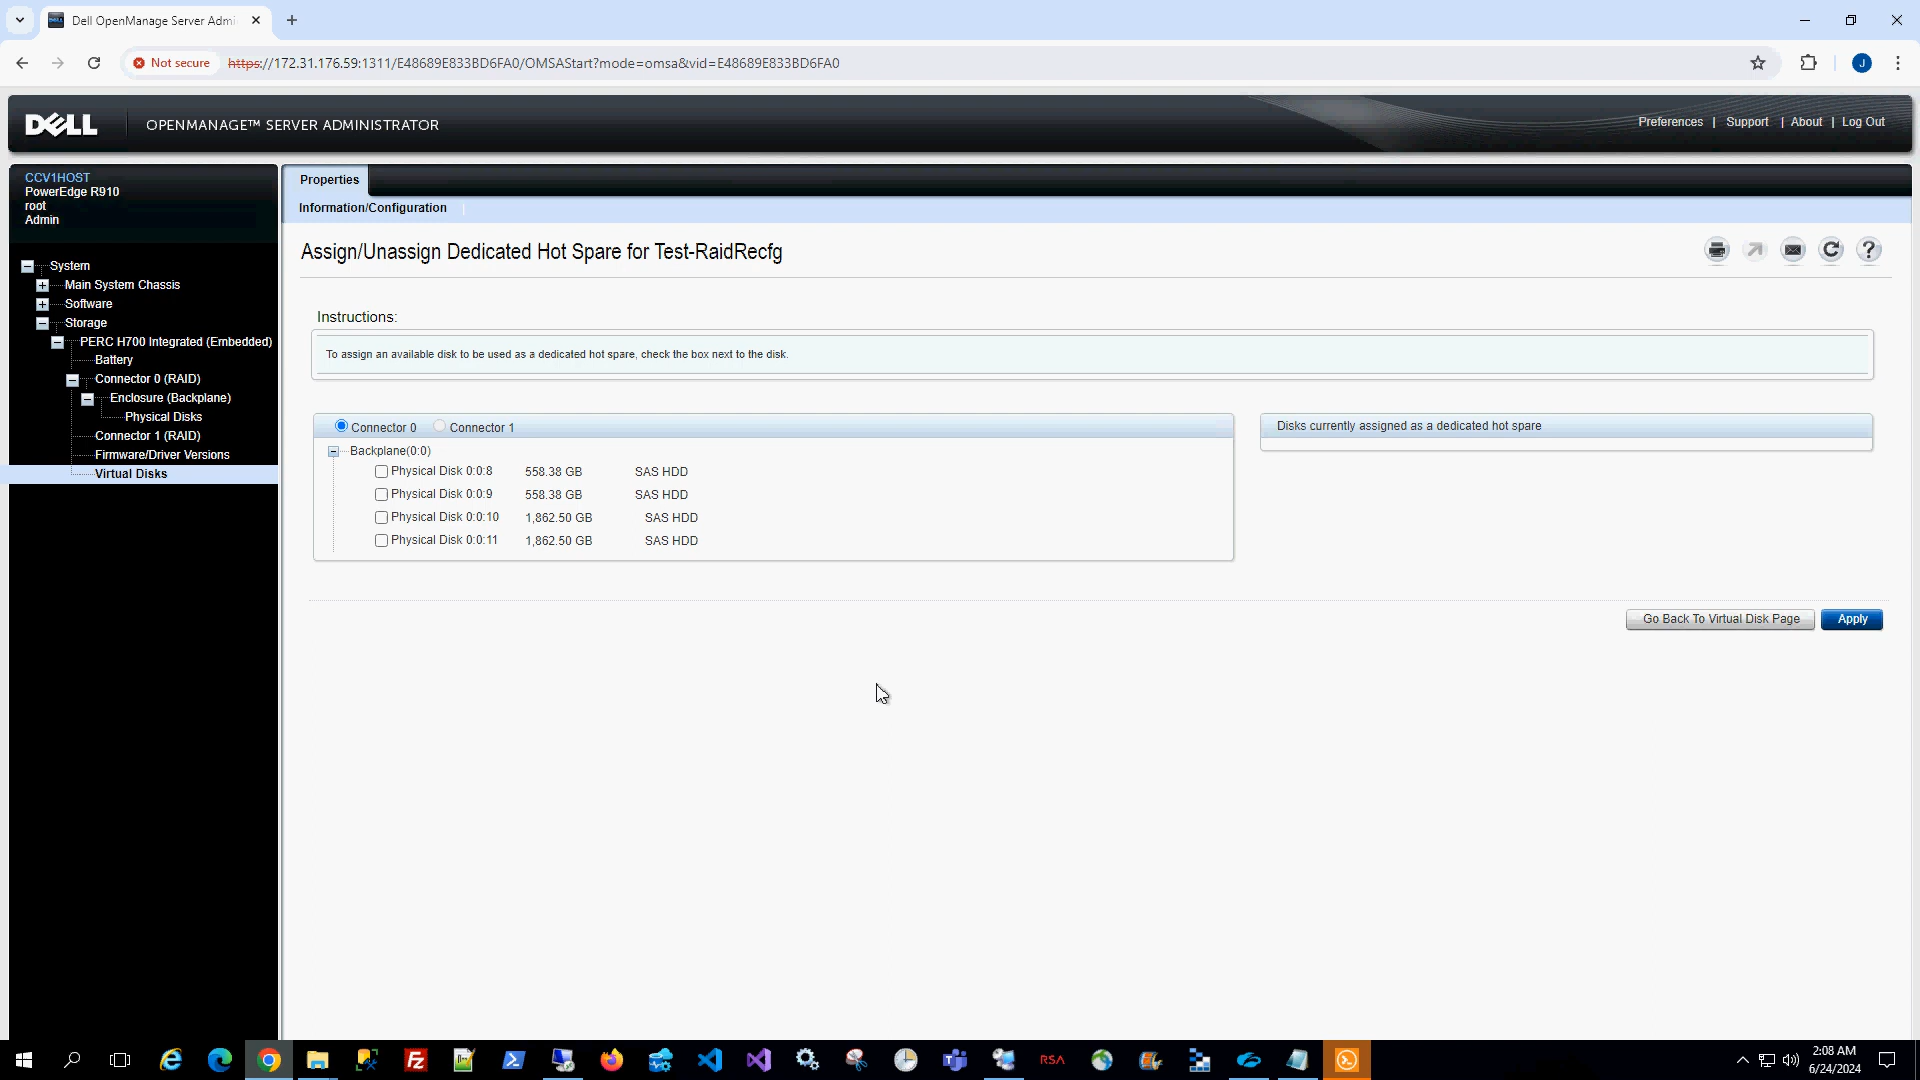 Dell OpenManage Server Admi
Not secure
https://172.31.176.59:1311/E48689E833BD6FA0/OMSAStart?mode=omsa&vid=E48689E833BD6FA0
J
DELL
OPENMANAGE™ SERVER ADMINISTRATOR
Preferences | Support | About | Log Out
CCV1HOST
PowerEdge R910
root
Admin
System
Main System Chassis
Software
Storage
PERC H700 Integrated (Embedded)
Battery
Connector 0 (RAID)
Enclosure (Backplane)
Physical Disks
Connector 1 (RAID)
Firmware/Driver Versions
Virtual Disks
Properties
Information/Configuration
Assign/Unassign Dedicated Hot Spare for Test-RaidRecfg
Instructions:
To assign an available disk to be used as a dedicated hot spare, check the box next to the disk.
Connector 0 Connector 1
Backplane(0:0)
Physical Disk 0:0:8 558.38 GB SAS HDD
Physical Disk 0:0:9 558.38 GB SAS HDD
Physical Disk 0:0:10 1,862.50 GB SAS HDD
Physical Disk 0:0:11 1,862.50 GB SAS HDD
Disks currently assigned as a dedicated hot spare
Go Back To Virtual Disk Page
Apply
RSA
2:08 AM
6/24/2024